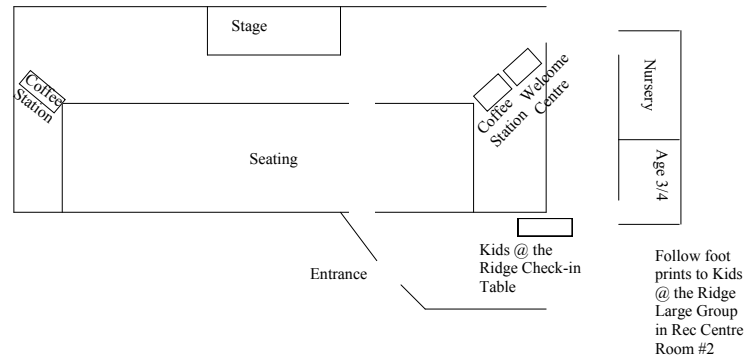 Stage
Coffee
Station
Coffee
Station
Welcome
Centre
Nursery
Seating
Age 3/4
Kids @ the
Ridge Check-in
Table
Entrance
Follow foot
prints to Kids
@ the Ridge
Large Group
in Rec Centre
Room #2